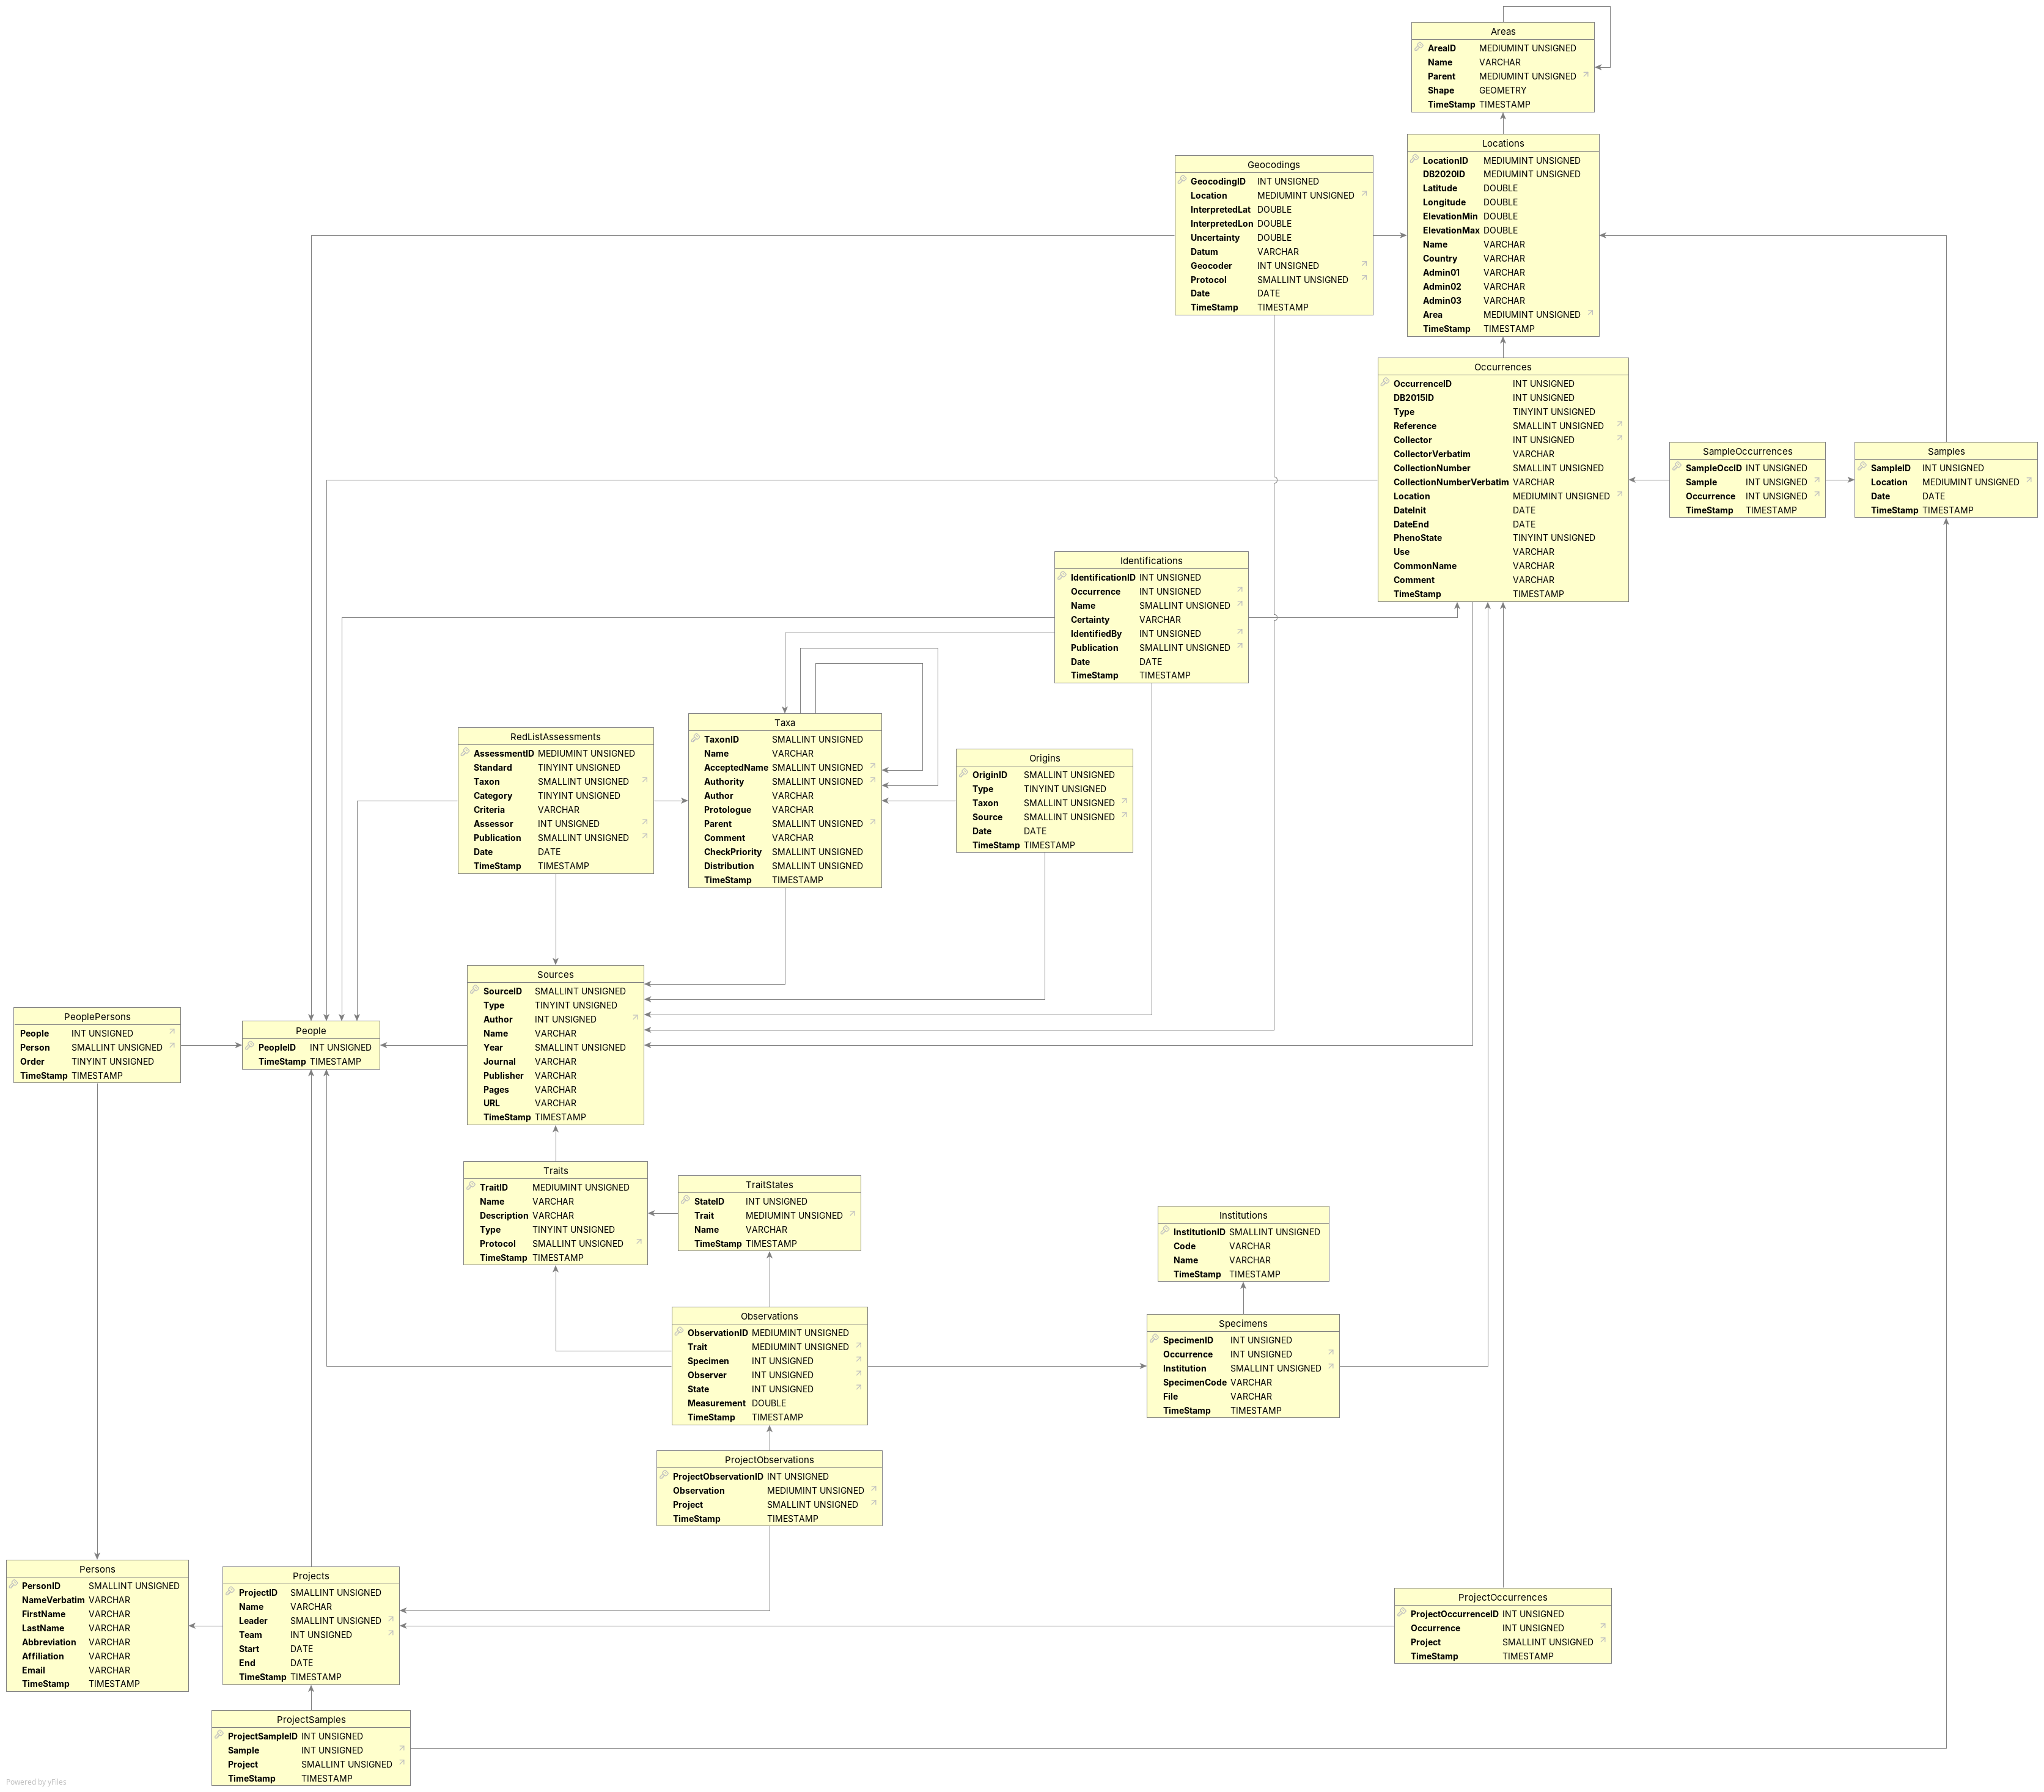 Areas
AreaID MEDIUMINT UNSIGNED
Name VARCHAR
Parent MEDIUMINT UNSIGNED
Shape GEOMETRY
TimeStamp TIMESTAMP
Locations
LocationID MEDIUMINT UNSIGNED
DB2020ID MEDIUMINT UNSIGNED
Latitude DOUBLE
Longitude DOUBLE
ElevationMin DOUBLE
ElevationMax DOUBLE
Name VARCHAR
Country VARCHAR
Admin01 VARCHAR
Admin02 VARCHAR
Admin03 VARCHAR
Area MEDIUMINT UNSIGNED
TimeStamp TIMESTAMP
Geocodings
GeocodingID INT UNSIGNED
Location MEDIUMINT UNSIGNED
InterpretedLat DOUBLE
InterpretedLon DOUBLE
Uncertainty DOUBLE
Datum VARCHAR
Geocoder INT UNSIGNED
Protocol SMALLINT UNSIGNED
Date DATE
TimeStamp TIMESTAMP
Occurrences
OccurrenceID INT UNSIGNED
DB2015ID INT UNSIGNED
Type TINYINT UNSIGNED
Reference SMALLINT UNSIGNED
Collector INT UNSIGNED
CollectorVerbatim VARCHAR
CollectionNumber SMALLINT UNSIGNED
CollectionNumberVerbatim VARCHAR
Location MEDIUMINT UNSIGNED
DateInit DATE
DateEnd DATE
PhenoState TINYINT UNSIGNED
Use VARCHAR
CommonName VARCHAR
Comment VARCHAR
TimeStamp TIMESTAMP
SampleOccurrences
SampleOccID INT UNSIGNED
Sample INT UNSIGNED
Occurrence INT UNSIGNED
TimeStamp TIMESTAMP
Samples
SampleID INT UNSIGNED
Location MEDIUMINT UNSIGNED
Date DATE
TimeStamp TIMESTAMP
Identifications
IdentificationID INT UNSIGNED
Occurrence INT UNSIGNED
Name SMALLINT UNSIGNED
Certainty VARCHAR
IdentifiedBy INT UNSIGNED
Publication SMALLINT UNSIGNED
Date DATE
TimeStamp TIMESTAMP
RedListAssessments
AssessmentID MEDIUMINT UNSIGNED
Standard TINYINT UNSIGNED
Taxon SMALLINT UNSIGNED
Category TINYINT UNSIGNED
Criteria VARCHAR
Assessor INT UNSIGNED
Publication SMALLINT UNSIGNED
Date DATE
TimeStamp TIMESTAMP
Taxa
TaxonID SMALLINT UNSIGNED
Name VARCHAR
AcceptedName SMALLINT UNSIGNED
Authority SMALLINT UNSIGNED
Author VARCHAR
Protologue VARCHAR
Parent SMALLINT UNSIGNED
Comment VARCHAR
CheckPriority SMALLINT UNSIGNED
Distribution SMALLINT UNSIGNED
TimeStamp TIMESTAMP
Origins
OriginID SMALLINT UNSIGNED
Type TINYINT UNSIGNED
Taxon SMALLINT UNSIGNED
Source SMALLINT UNSIGNED
Date DATE
TimeStamp TIMESTAMP
PeoplePersons
People INT UNSIGNED
Person SMALLINT UNSIGNED
Order TINYINT UNSIGNED
TimeStamp TIMESTAMP
People
PeopleID INT UNSIGNED
TimeStamp TIMESTAMP
Sources
SourceID SMALLINT UNSIGNED
Type TINYINT UNSIGNED
Author INT UNSIGNED
Name VARCHAR
Year SMALLINT UNSIGNED
Journal VARCHAR
Publisher VARCHAR
Pages VARCHAR
URL VARCHAR
TimeStamp TIMESTAMP
Traits
TraitID MEDIUMINT UNSIGNED
Name VARCHAR
Description VARCHAR
Type TINYINT UNSIGNED
Protocol SMALLINT UNSIGNED
TimeStamp TIMESTAMP
TraitStates
StateID INT UNSIGNED
Trait MEDIUMINT UNSIGNED
Name VARCHAR
TimeStamp TIMESTAMP
Institutions
InstitutionID SMALLINT UNSIGNED
Code VARCHAR
Name VARCHAR
TimeStamp TIMESTAMP
Observations
ObservationID MEDIUMINT UNSIGNED
Trait MEDIUMINT UNSIGNED
Specimen INT UNSIGNED
Observer INT UNSIGNED
State INT UNSIGNED
Measurement DOUBLE
TimeStamp TIMESTAMP
Specimens
SpecimenID INT UNSIGNED
Occurrence INT UNSIGNED
Institution SMALLINT UNSIGNED
SpecimenCode VARCHAR
File VARCHAR
TimeStamp TIMESTAMP
ProjectObservations
ProjectObservationID INT UNSIGNED
Observation MEDIUMINT UNSIGNED
Project SMALLINT UNSIGNED
TimeStamp TIMESTAMP
Persons
PersonID SMALLINT UNSIGNED
NameVerbatim VARCHAR
FirstName VARCHAR
LastName VARCHAR
Abbreviation VARCHAR
Affiliation VARCHAR
Email VARCHAR
TimeStamp TIMESTAMP
Projects
ProjectID SMALLINT UNSIGNED
Name VARCHAR
Leader SMALLINT UNSIGNED
Team INT UNSIGNED
Start DATE
End DATE
TimeStamp TIMESTAMP
ProjectOccurrences
ProjectOccurrenceID INT UNSIGNED
Occurrence INT UNSIGNED
Project SMALLINT UNSIGNED
TimeStamp TIMESTAMP
ProjectSamples
ProjectSampleID INT UNSIGNED
Sample INT UNSIGNED
Project SMALLINT UNSIGNED
TimeStamp TIMESTAMP
Powered by yFiles